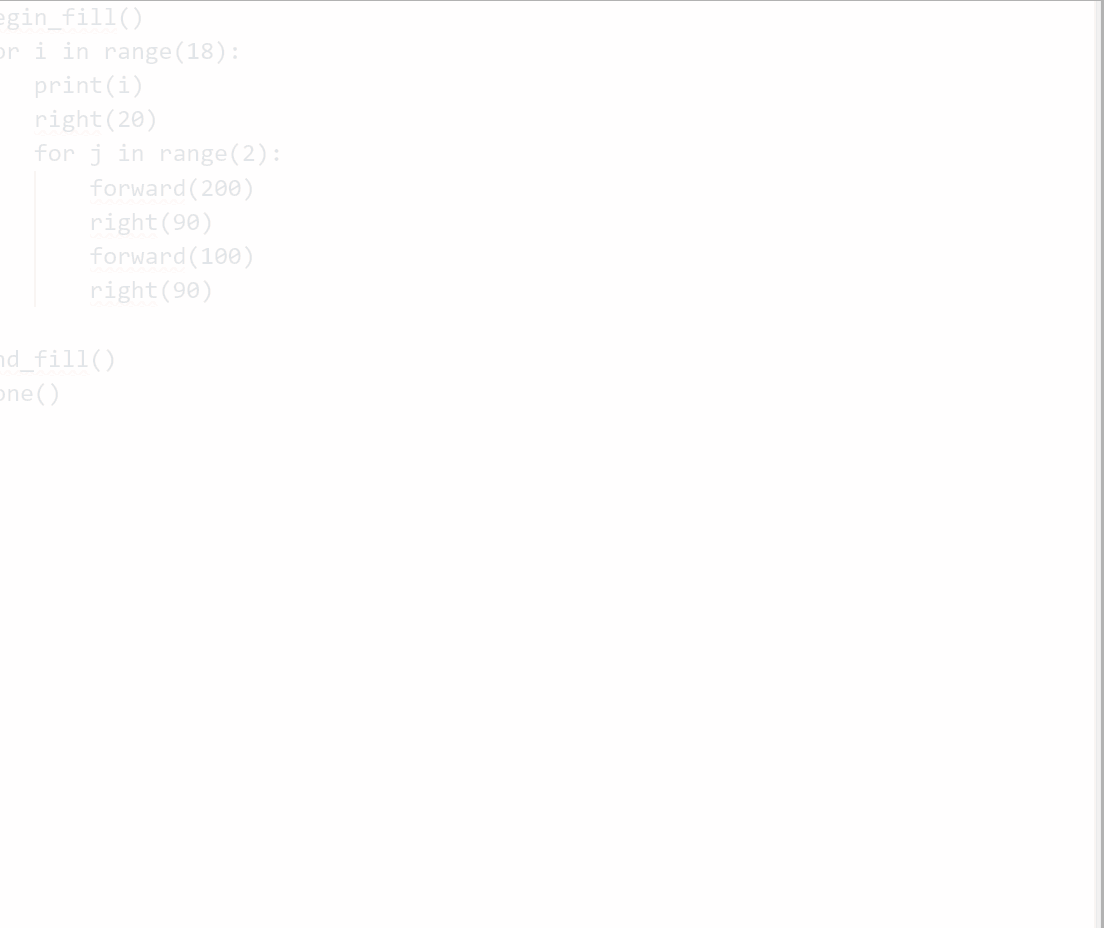 egin_fill()
or i in range(18):
print(i)
right(20)
for j in range(2):
forward(200)
right(90)
forward(100)
right(90)
nd_fill()
one()